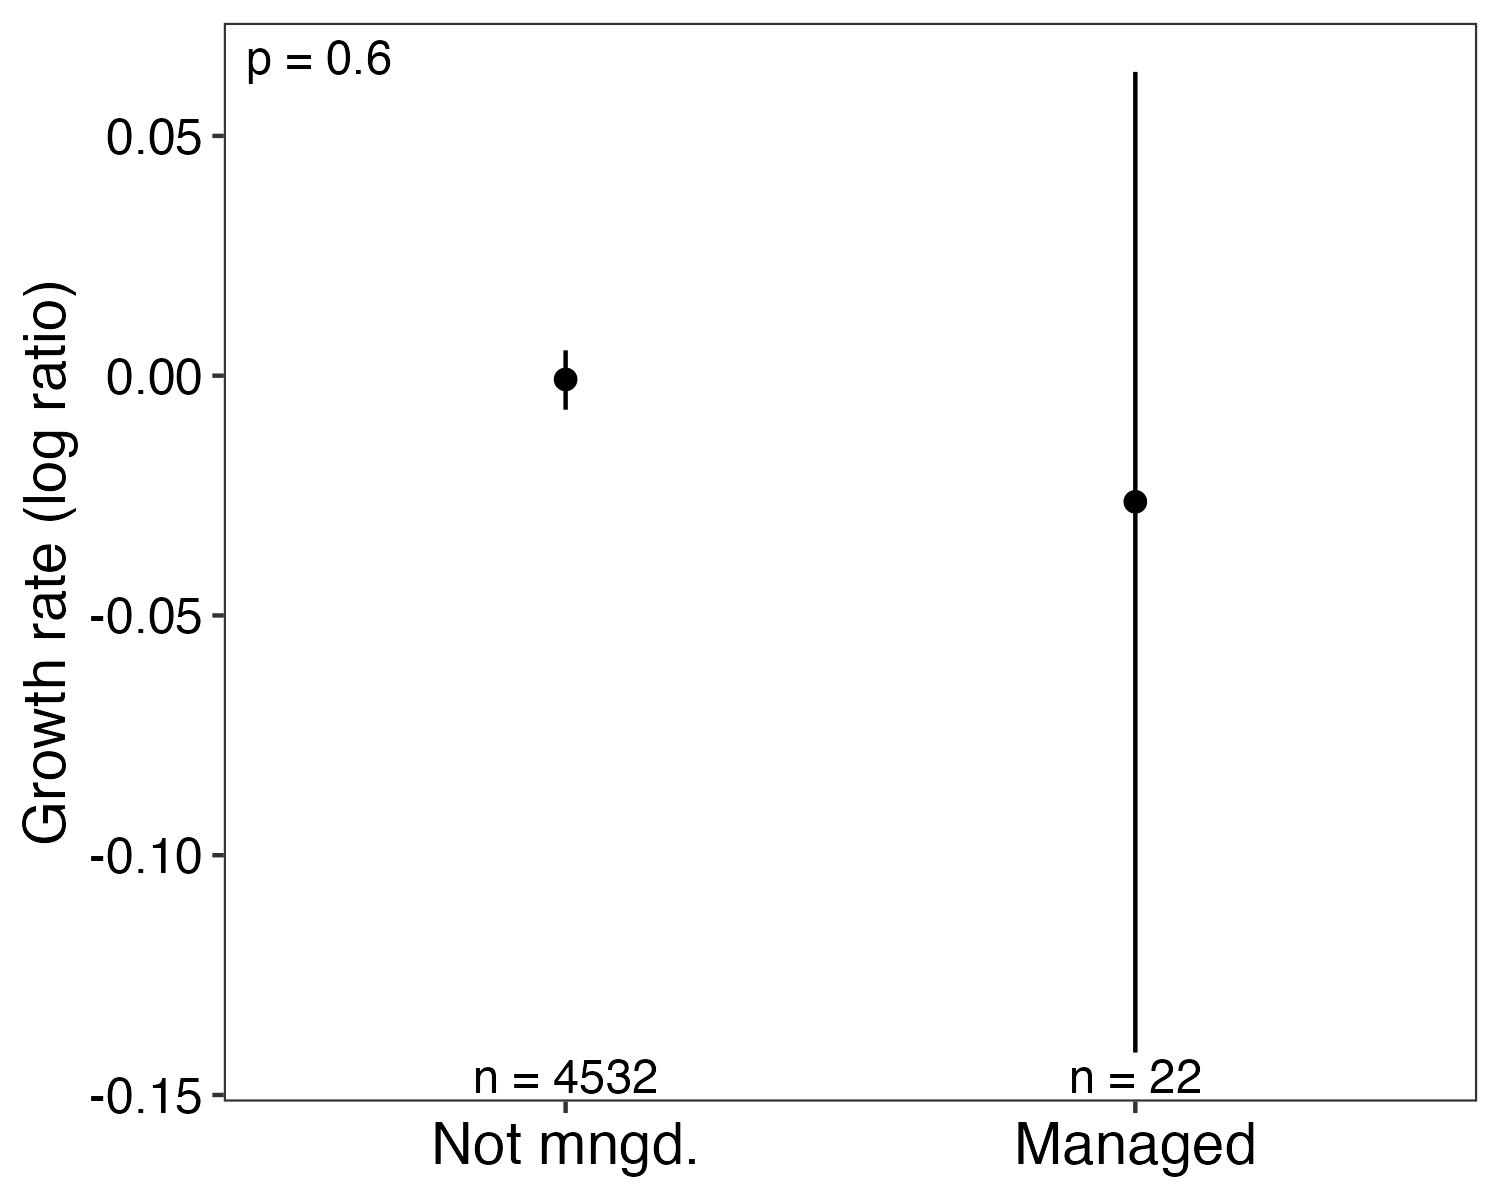 p = 0.6
0.05
0.00
-0.05
-0.10
-0.15
Growth rate (log ratio)
n = 4532
n = 22
Not mngd.
Managed